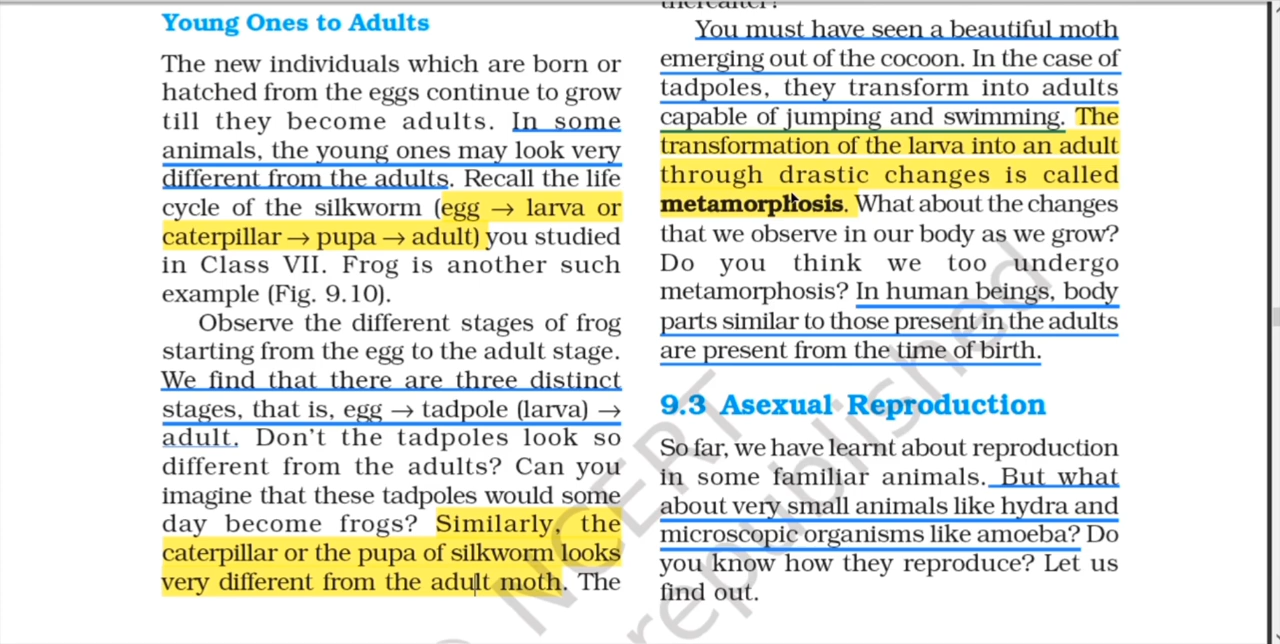 Young Ones to Adults
The new individuals which are born or
hatched from the eggs continue to grow
till they become adults. In some
animals, the young ones may look very
different from the adults. Recall the life
cycle of the silkworm (egg → larva or
caterpillar → pupa → adult) you studied
in Class VII. Frog is another such
example (Fig. 9.10).
Observe the different stages of frog
starting from the egg to the adult stage.
We find that there are three distinct
stages, that is, egg → tadpole (larva) →
adult. Don't the tadpoles look so
different from the adults? Can you
imagine that these tadpoles would some
day become frogs? Similarly, the
caterpillar or the pupa of silkworm looks
very different from the adult moth. The
You must have seen a beautiful moth
emerging out of the cocoon. In the case of
tadpoles, they transform into adults
capable of jumping and swimming. The
transformation of the larva into an adult
through drastic changes is called
metamorphosis. What about the changes
that we observe in our body as we grow?
Do you think we too undergo
metamorphosis? In human beings, body
parts similar to those present in the adults
are present from the time of birth.
9.3 Asexual Reproduction
So far, we have learnt about reproduction
in some familiar animals. But what
about very small animals like hydra and
microscopic organisms like amoeba? Do
you know how they reproduce? Let us
find out.
NCERT
republished